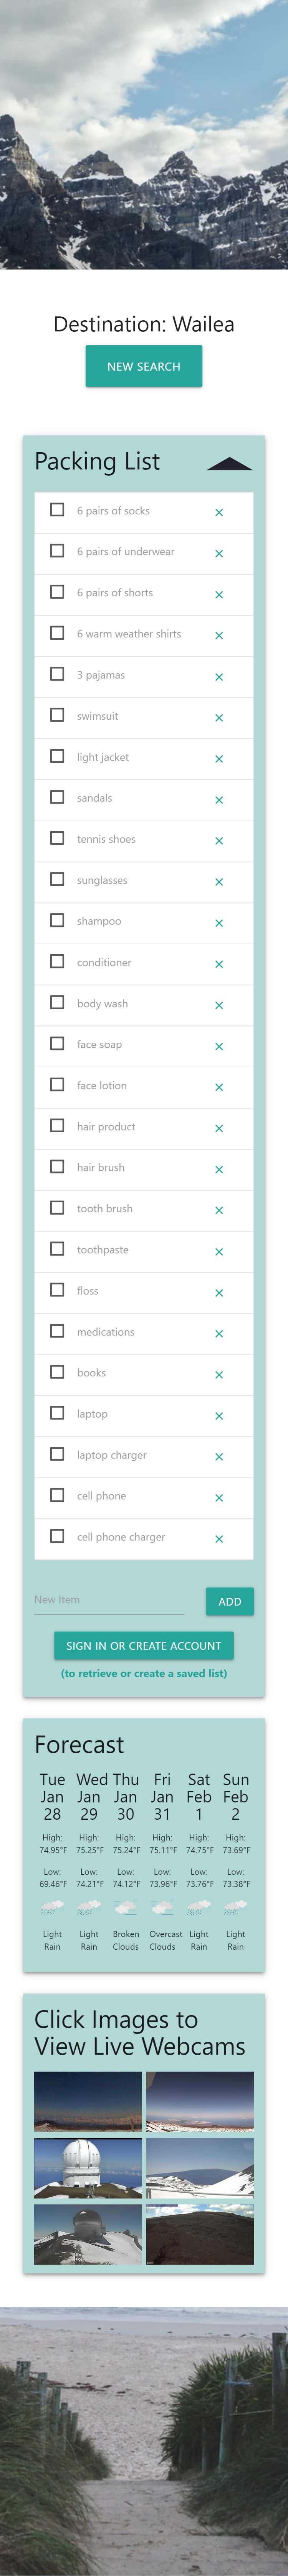 Destination: Wailea
NEW SEARCH
Packing List
6 pairs of socks
6 pairs of underwear
6 pairs of shorts
6 warm weather shirts
3 pajamas
swimsuit
light jacket
sandals
tennis shoes
sunglasses
shampoo
conditioner
body wash
face soap
face lotion
hair product
hair brush
tooth brush
toothpaste
floss
medications
books
laptop
laptop charger
cell phone
cell phone charger
New Item
ADD
SIGN IN OR CREATE ACCOUNT
(to retrieve or create a saved list)
Forecast
Tue Wed Thu Fri Sat Sun
Jan Jan Jan Jan Feb Feb
28 29 30 31 1 2
High: High: High: High: High: High:
74.95°F 75.25°F 75.24°F 75.11°F 74.75°F 73.69°F
Low: Low: Low: Low: Low: Low:
69.46°F 74.21°F 74.12°F 73.96°F 73.76°F 73.38°F
Light Light Broken Overcast Light Light
Rain Rain Clouds Clouds Rain Rain
Click Images to
View Live Webcams